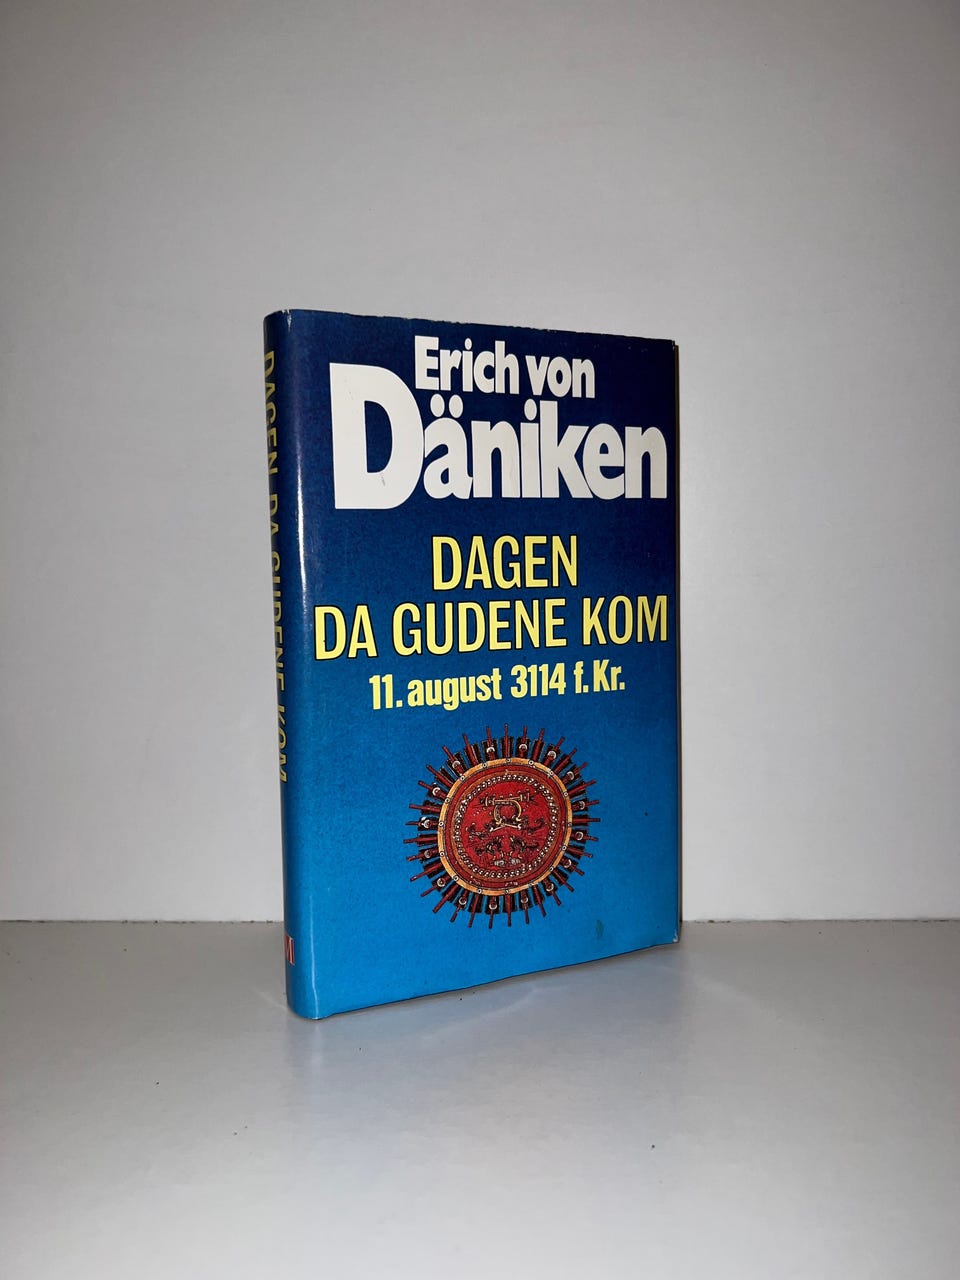 Erich von
Däniken
DAGEN
DA GUDENE KOM
11. august 3114 f. Kr.
DAGEN DA GUDENE KOM
M